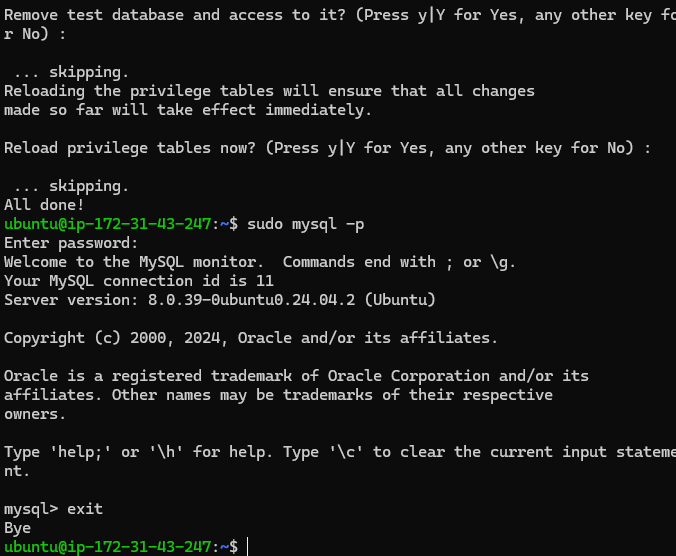 Remove test database and access to it? (Press y|Y for Yes, any other key fo
r No) :
 ... skipping.
Reloading the privilege tables will ensure that all changes
made so far will take effect immediately.
Reload privilege tables now? (Press y|Y for Yes, any other key for No) :
 ... skipping.
All done!
ubuntu@ip-172-31-43-247:~$ sudo mysql -p
Enter password:
Welcome to the MySQL monitor.  Commands end with ; or \g.
Your MySQL connection id is 11
Server version: 8.0.39-0ubuntu0.24.04.2 (Ubuntu)
Copyright (c) 2000, 2024, Oracle and/or its affiliates.
Oracle is a registered trademark of Oracle Corporation and/or its
affiliates. Other names may be trademarks of their respective
owners.
Type 'help;' or '\h' for help. Type '\c' to clear the current input stateme
nt.
mysql> exit
Bye
ubuntu@ip-172-31-43-247:~$